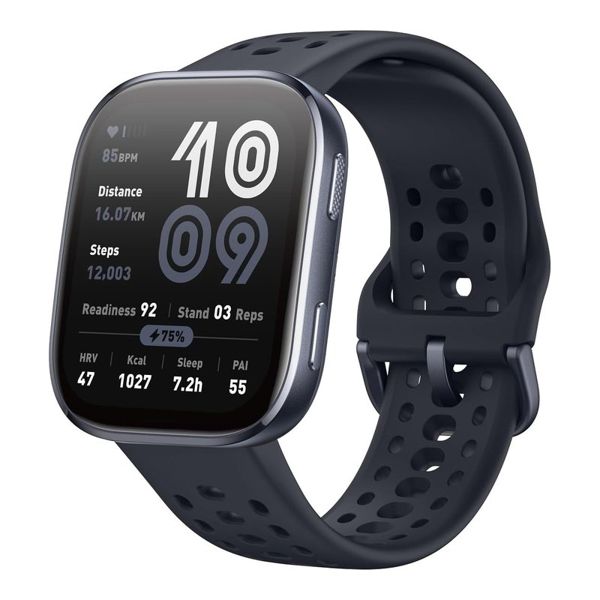 10
85BPM
09
Distance
16.07KM
Steps
12,003
Readiness 92 Stand 03 Reps
75%
HRV Kcal Sleep PAI
47 1027 7.2h 55